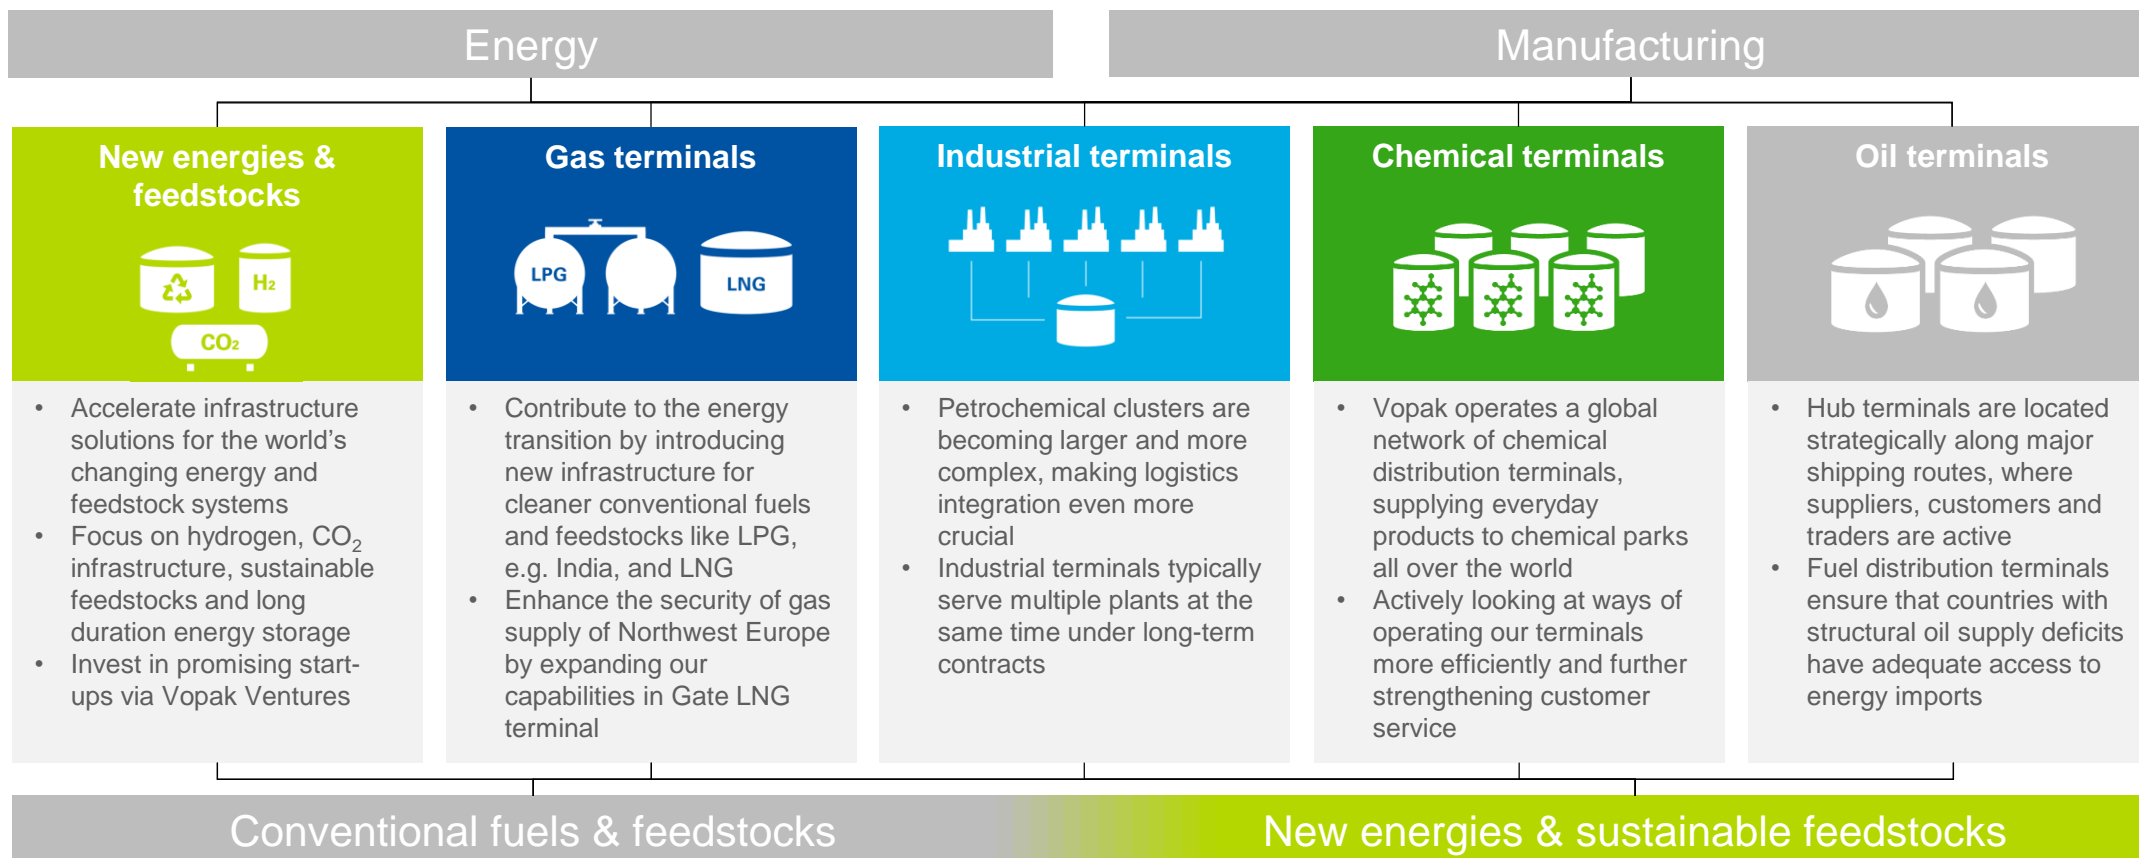 Energy
Manufacturing
New energies &
feedstocks
H2
CO2
• Accelerate infrastructure
solutions for the world’s
changing energy and
feedstock systems
• Focus on hydrogen, CO2
infrastructure, sustainable
feedstocks and long
duration energy storage
• Invest in promising start-
ups via Vopak Ventures
Gas terminals
LPG
LNG
• Contribute to the energy
transition by introducing
new infrastructure for
cleaner conventional fuels
and feedstocks like LPG,
e.g. India, and LNG
• Enhance the security of gas
supply of Northwest Europe
by expanding our
capabilities in Gate LNG
terminal
Industrial terminals
• Petrochemical clusters are
becoming larger and more
complex, making logistics
integration even more
crucial
• Industrial terminals typically
serve multiple plants at the
same time under long-term
contracts
Chemical terminals
• Vopak operates a global
network of chemical
distribution terminals,
supplying everyday
products to chemical parks
all over the world
• Actively looking at ways of
operating our terminals
more efficiently and further
strengthening customer
service
Oil terminals
• Hub terminals are located
strategically along major
shipping routes, where
suppliers, customers and
traders are active
• Fuel distribution terminals
ensure that countries with
structural oil supply deficits
have adequate access to
energy imports
Conventional fuels & feedstocks
New energies & sustainable feedstocks